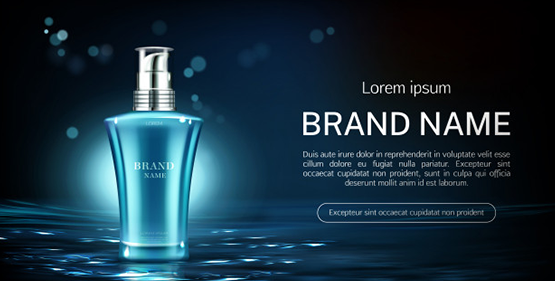 BRAND
NAME
Lorem ipsum
BRAND NAME
Duis aute irure dolor in reprehenderit in voluptate velit esse
cillum dolore eu fugiat nulla pariatur. Excepteur sint
occaecat cupidatat non proident, sunt in culpa qui officia
deserunt mollit anim id est laborum.
Excepteur sint occaecat cupidatat non proident